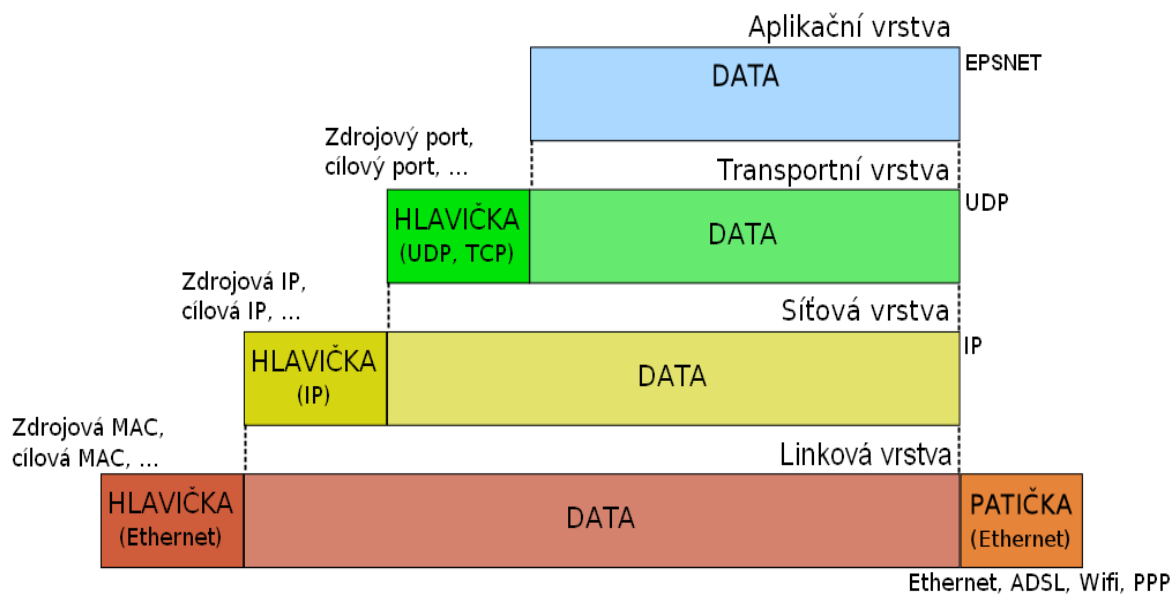 Aplikační vrstva
DATA
EPSNET
Zdrojový port,
cílový port, ...
Transportní vrstva
HLAVIČKA
(UDP, TCP)
DATA
UDP
Zdrojová IP,
cílová IP, ...
Síťová vrstva
HLAVIČKA
(IP)
DATA
IP
Zdrojová MAC,
cílová MAC, ...
Linková vrstva
HLAVIČKA
(Ethernet)
DATA
PATIČKA
(Ethernet)
Ethernet, ADSL, Wifi, PPP